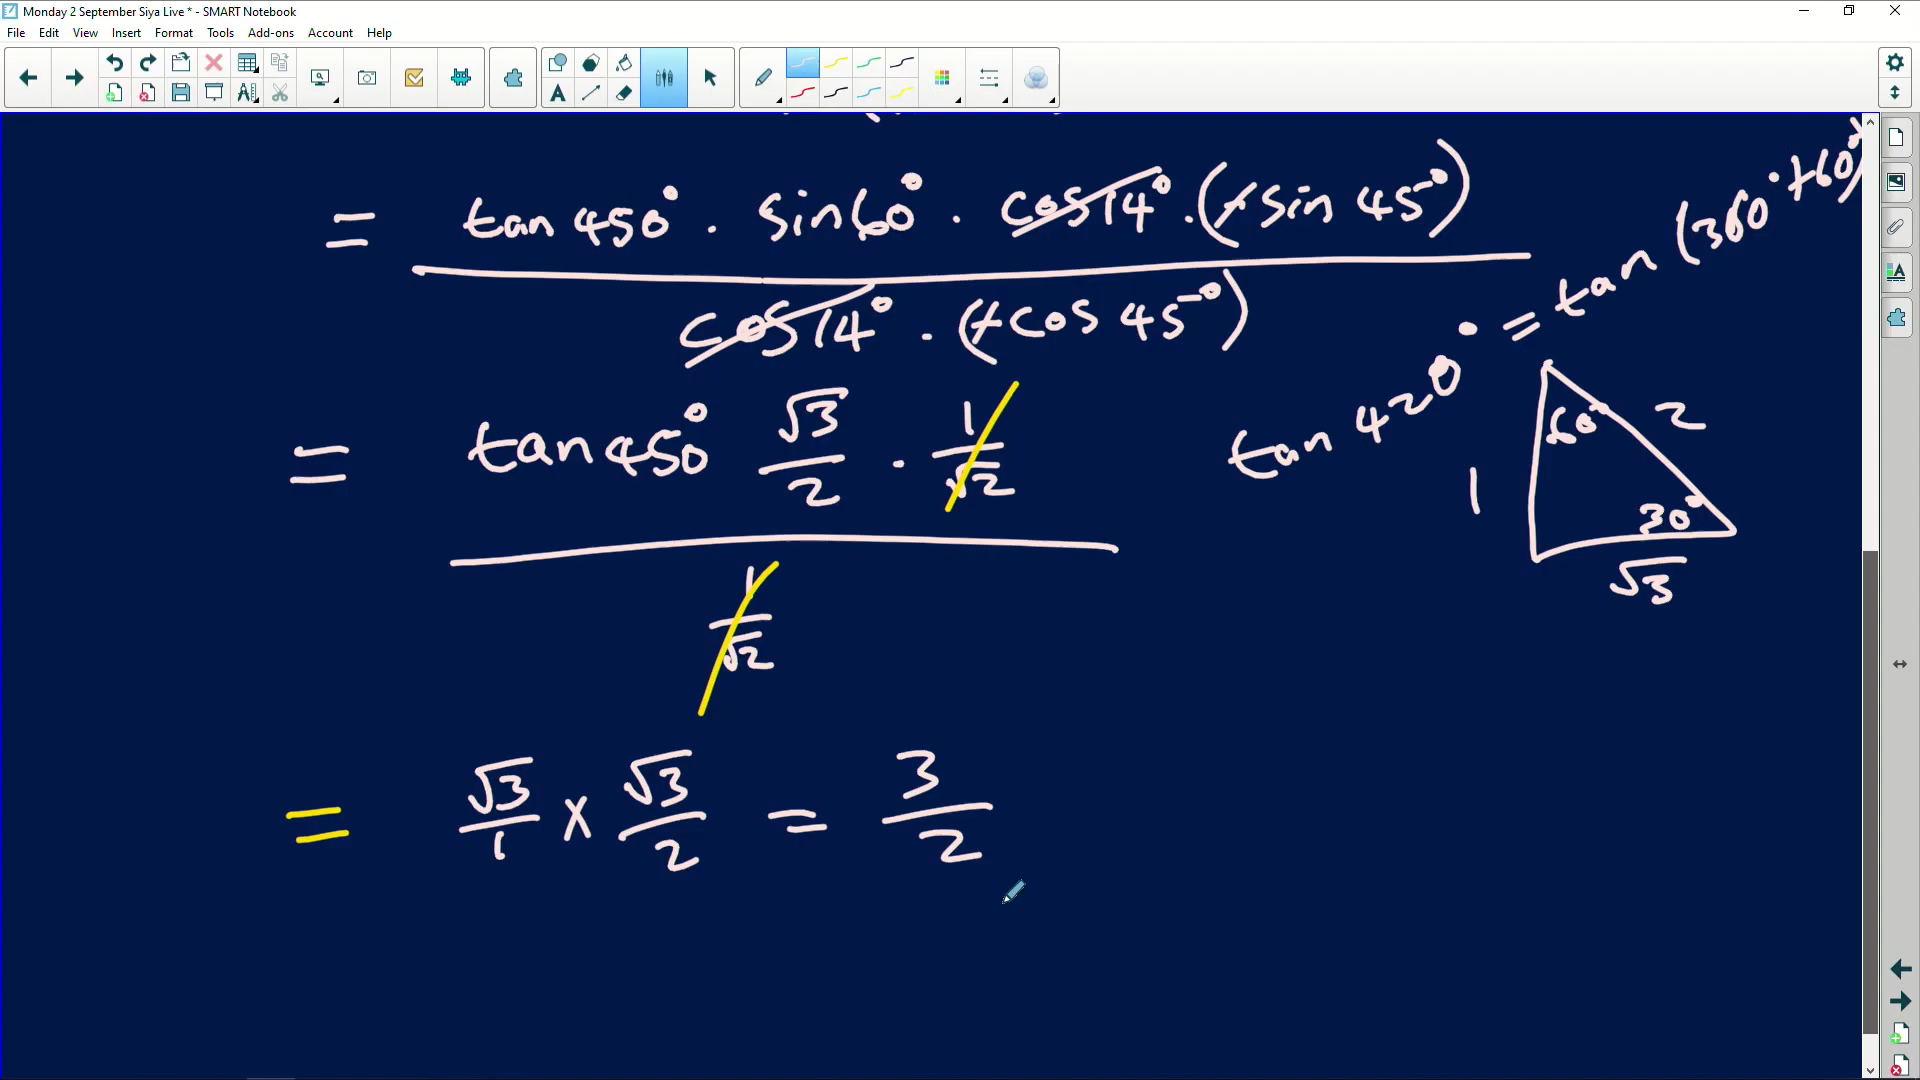 Monday 2 September Siya Live * - SMART Notebook
File Edit View Insert Format Tools Add-ons Account Help
= tan 450° . sin 60° . cos 14° . (+ sin 45°)
cos 14° . (+ cos 45°)
tan 420° = tan (360° + 60°)
= tan 450° √3/2 . 1/√2
1/√2
60° 2
1 30°
√3
= √3/1 × √3/2 = 3/2